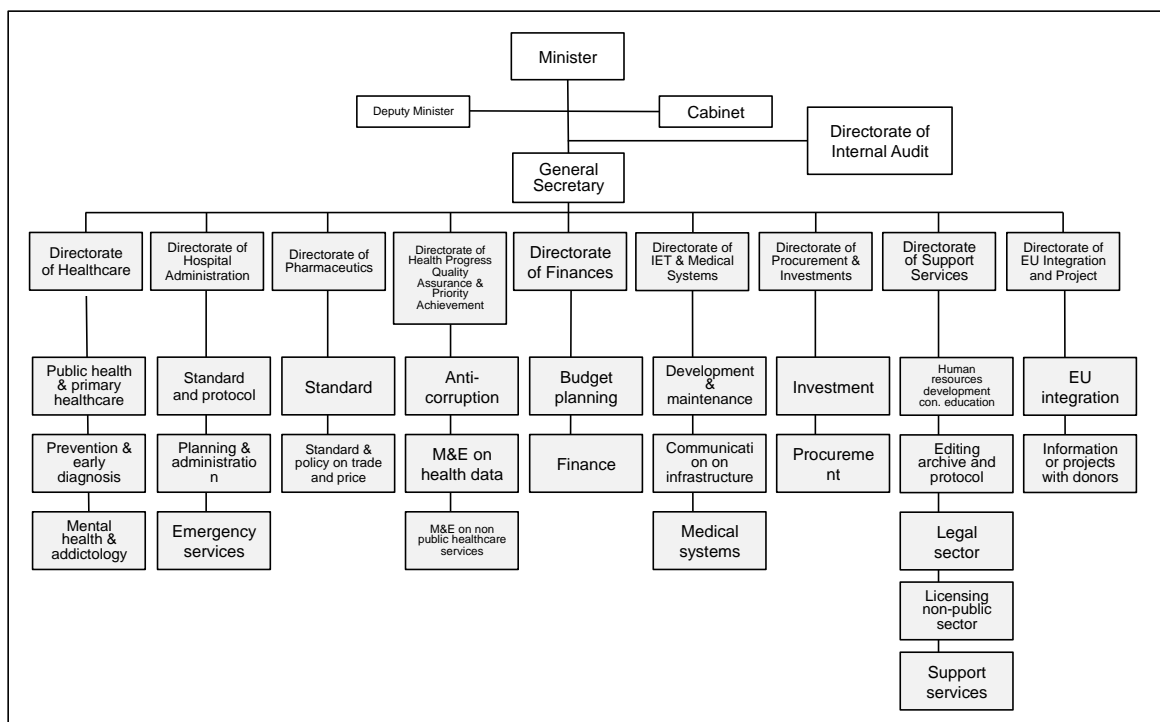 Minister
Deputy Minister
Cabinet
Directorate of
Internal Audit
General
Secretary
Directorate
of Healthcare
Directorate of
Hospital
Administration
Directorate of
Pharmaceutics
Directorate of
Health Progress
Quality
Assurance &
Priority
Achievement
Directorate
of Finances
Directorate of
IET & Medical
Systems
Directorate of
Procurement &
Investments
Directorate
of Support
Services
Directorate of
EU Integration
and Project
Public health
& primary
healthcare
Standard
and protocol
Standard
Anti-
corruption
Budget
planning
Development
&
maintenance
Investment
Human
resources
development
con. education
EU
integration
Prevention &
early
diagnosis
Planning &
administratio
n
Standard &
policy on trade
and price
M&E on
health data
Finance
Communicati
on on
infrastructure
Procureme
nt
Editing
archive and
protocol
Information
or projects
with donors
Mental
health &
addictology
Emergency
services
M&E on non
public healthcare
services
Medical
systems
Legal
sector
Licensing
non-public
sector
Support
services